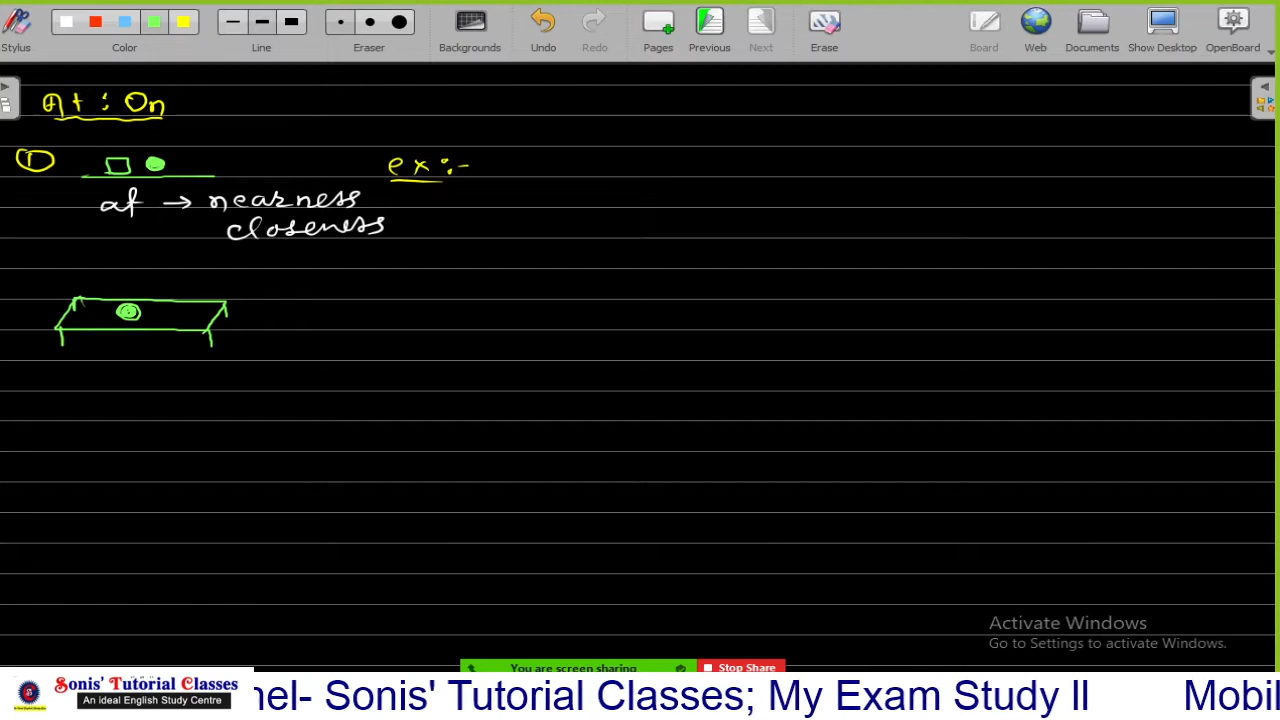 Stylus Color Line Eraser Backgrounds Undo Redo Pages Previous Next Erase Board Web Documents Show Desktop OpenBoard
At : On
① ex :-
at → nearness
closeness
Activate Windows
Go to Settings to activate Windows.
You are screen sharing Stop Share
Sonis' Tutorial Classes
An ideal English Study Centre
nel- Sonis' Tutorial Classes; My Exam Study ll Mobil